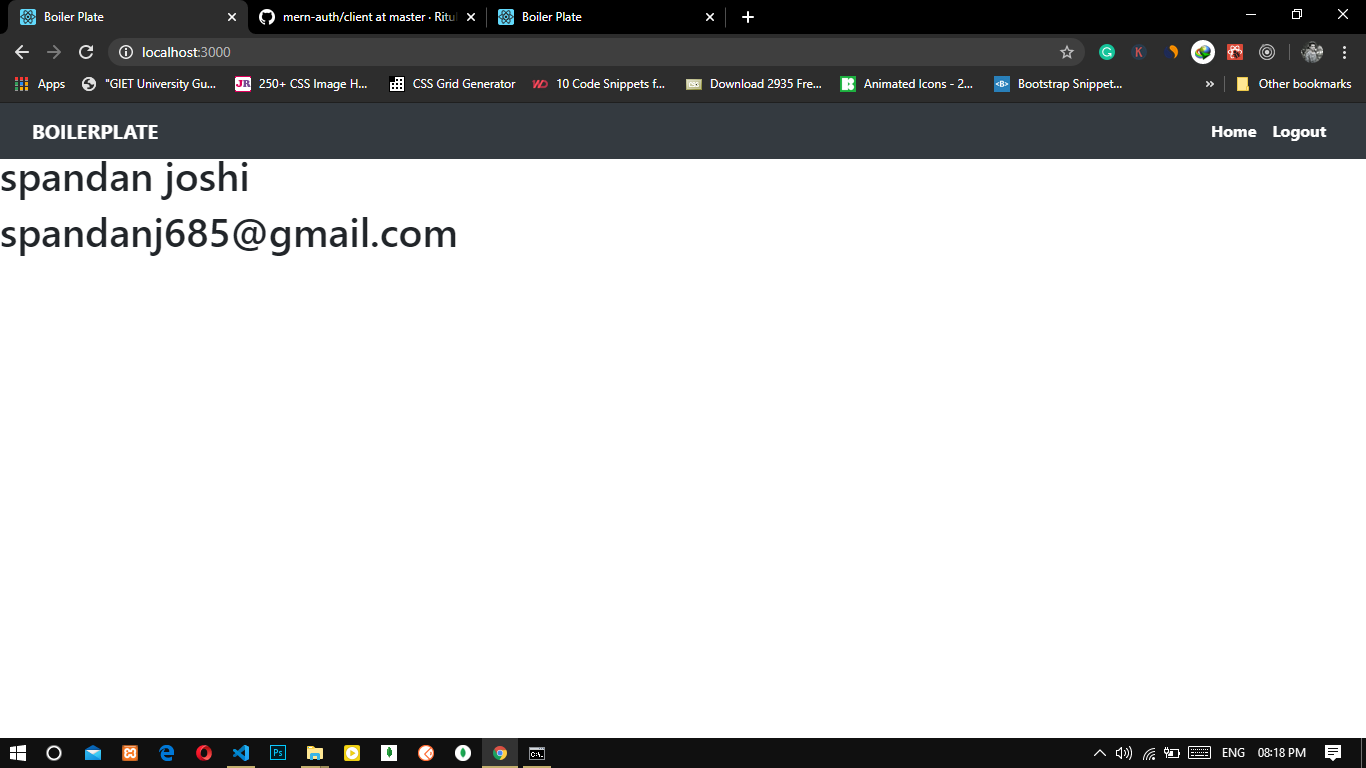 Boiler Plate
mern-auth/client at master · Ritul
Boiler Plate
localhost:3000
Apps
"GIET University Gu...
250+ CSS Image H...
CSS Grid Generator
10 Code Snippets f...
Download 2935 Fre...
Animated Icons - 2...
Bootstrap Snippet...
»
Other bookmarks
BOILERPLATE
Home
Logout
spandan joshi
spandanj685@gmail.com
ENG
08:18 PM